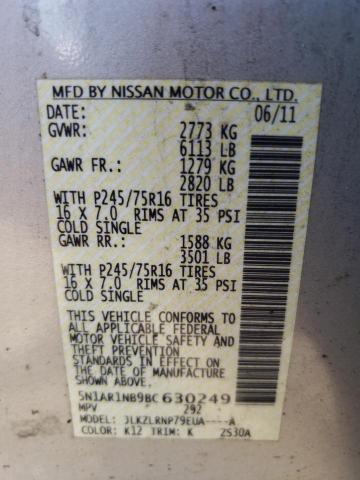 MFD BY NISSAN MOTOR CO., LTD.
DATE: 06/11
GVWR: 2773 KG
6113 LB
GAWR FR.: 1279 KG
2820 LB
WITH P245/75R16 TIRES
16 X 7.0 RIMS AT 35 PSI
COLD SINGLE
GAWR RR.: 1588 KG
3501 LB
WITH P245/75R16 TIRES
16 X 7.0 RIMS AT 35 PSI
COLD SINGLE
THIS VEHICLE CONFORMS TO
ALL APPLICABLE FEDERAL
MOTOR VEHICLE SAFETY AND
THEFT PREVENTION
STANDARDS IN EFFECT ON
THE DATE OF MANUFACTURE
SHOWN ABOVE.
5N1AR1NB9BC630249
MPV 292
MODEL: JLKZLRNP79EUA----A
COLOR: K12 TRIM: K ZS30A